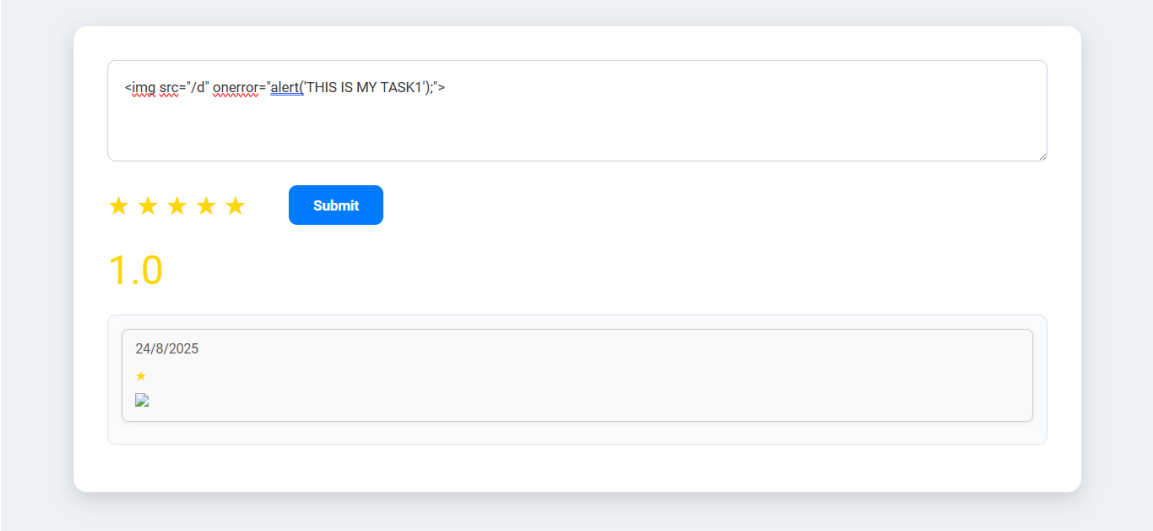 <img src="/d" onerror="alert('THIS IS MY TASK1');">
★ ★ ★ ★ ★ Submit
1.0
24/8/2025
★